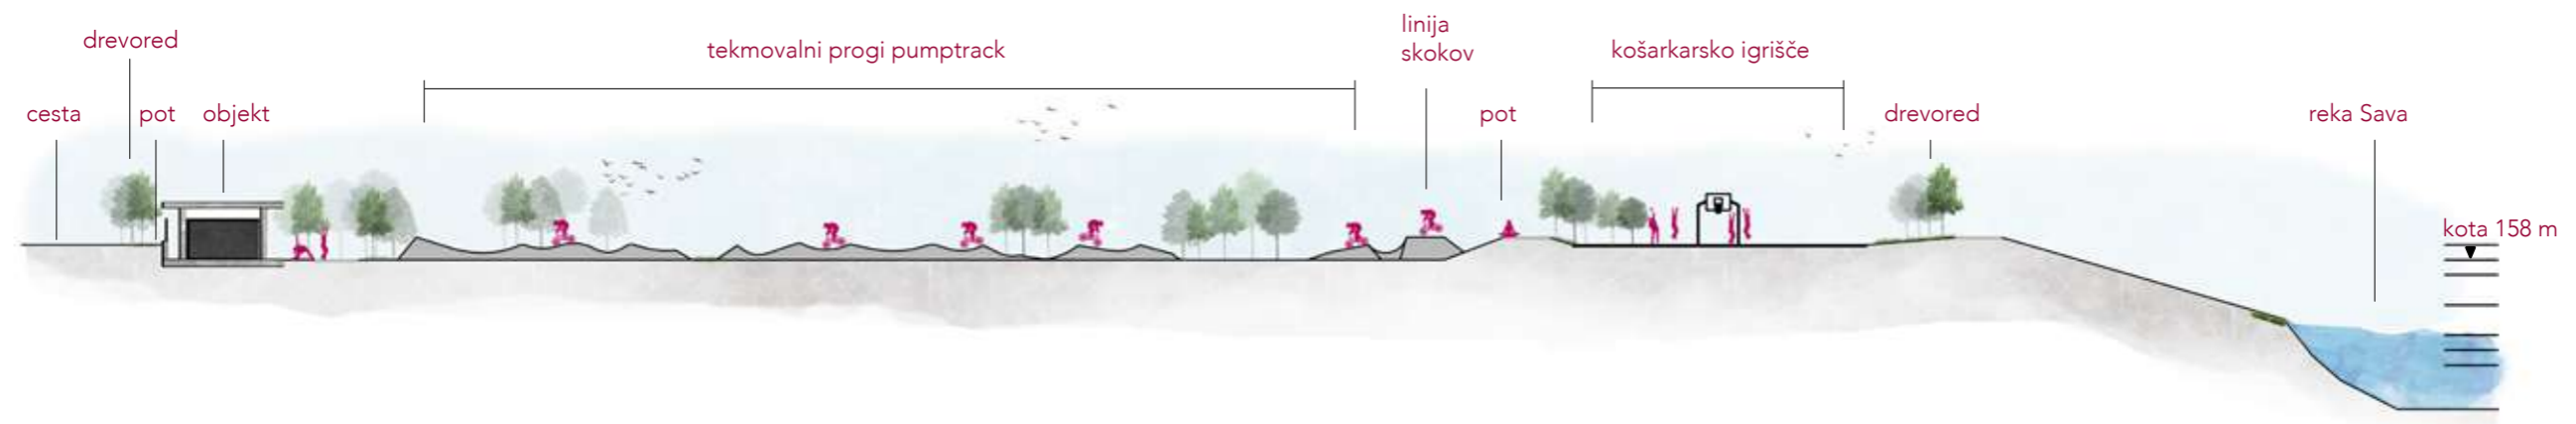 drevored
cesta
pot
objekt
tekmovalni progi pumptrack
linija
skokov
pot
košarkarsko igrišče
drevored
reka Sava
kota 158 m